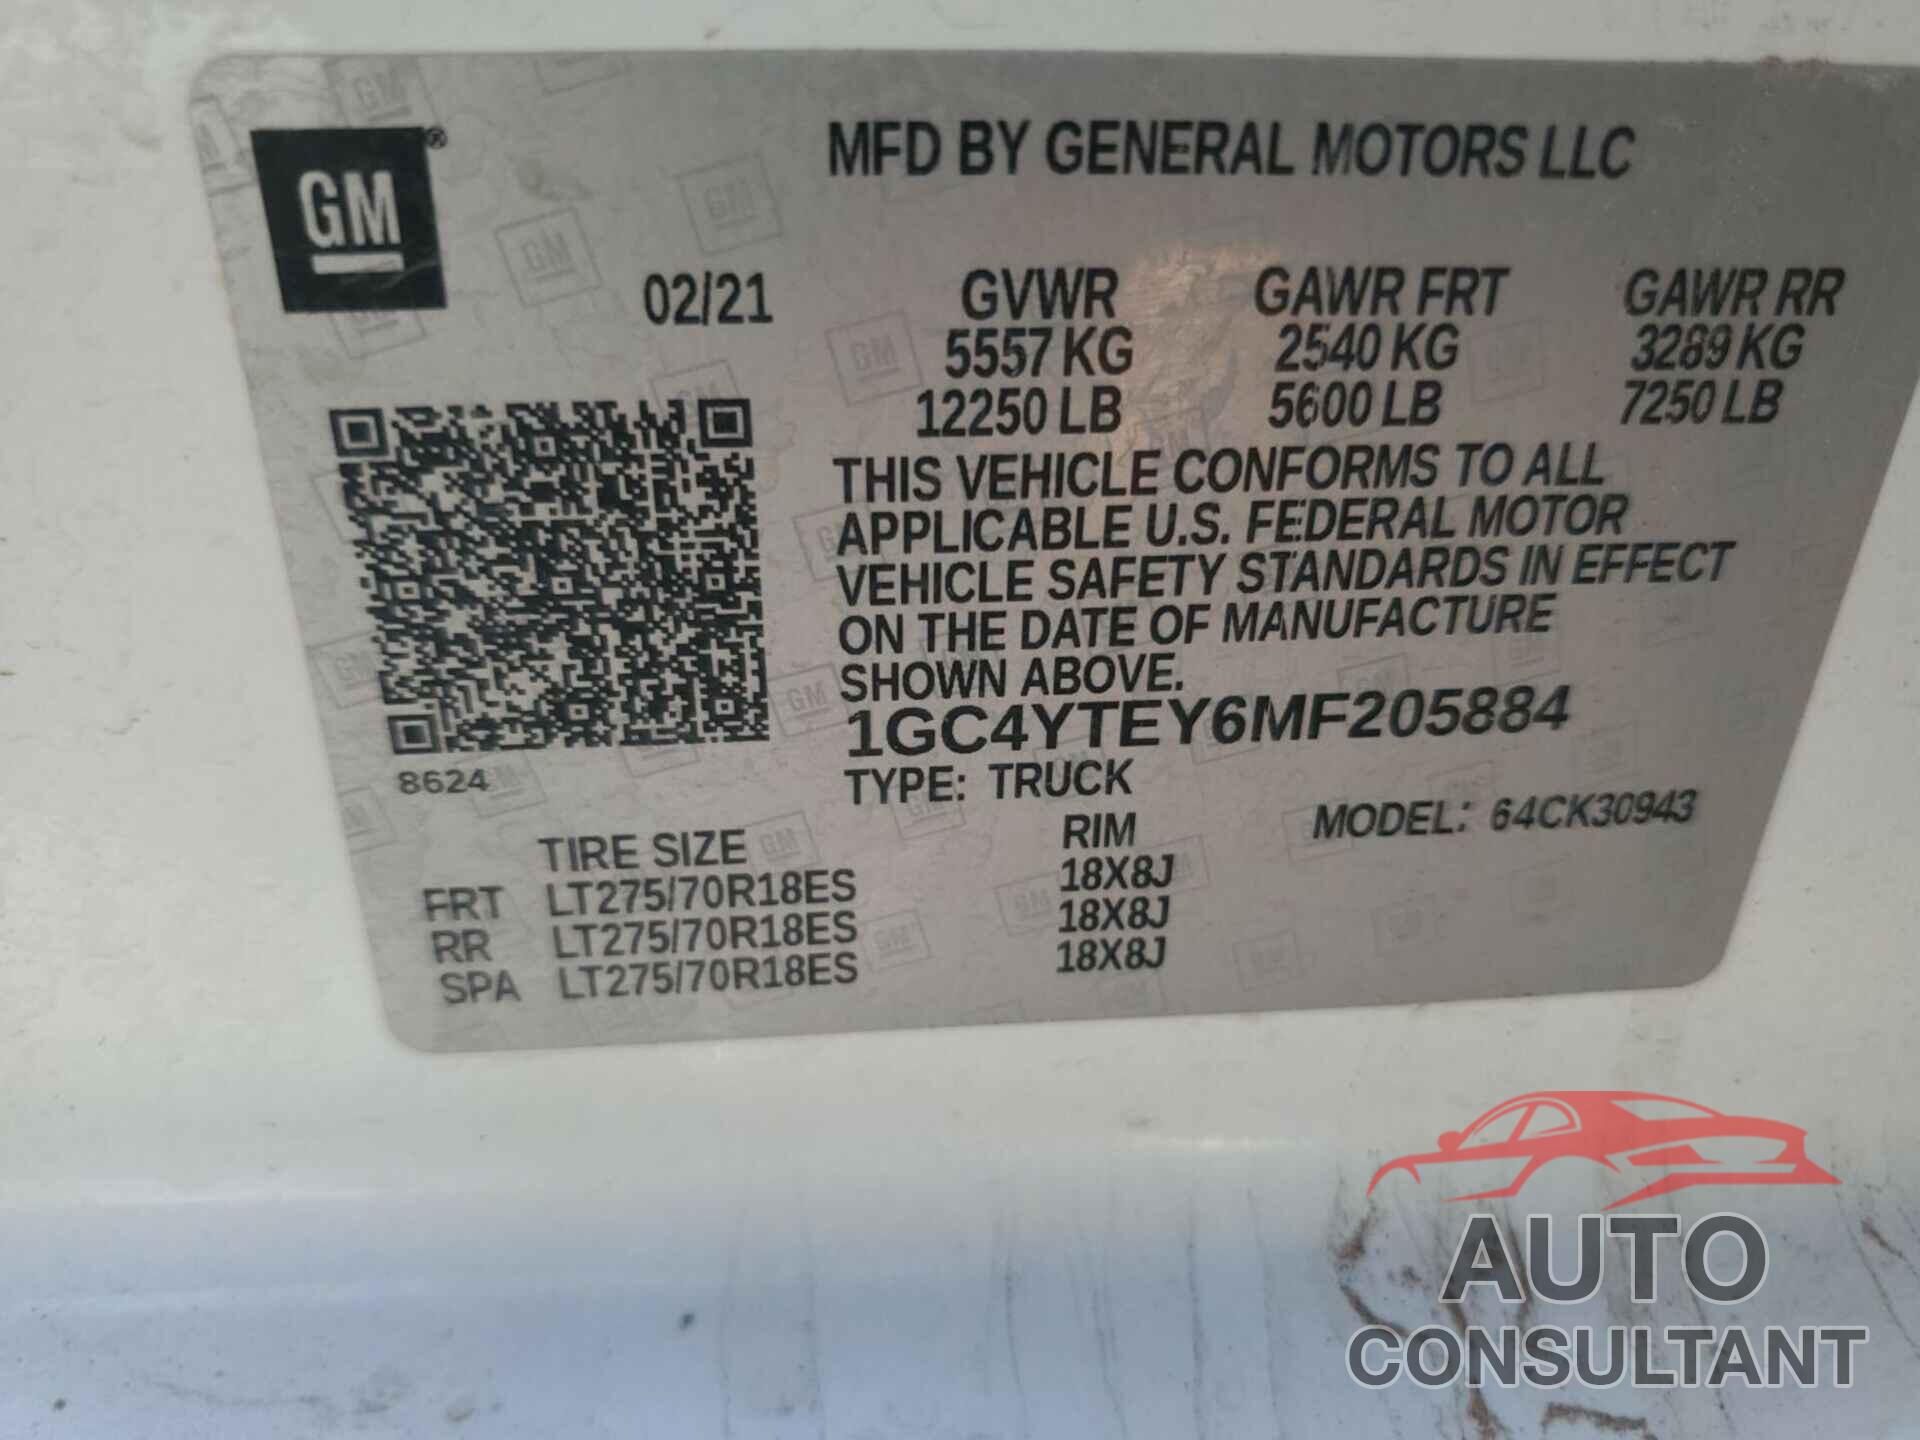 MFD BY GENERAL MOTORS LLC
GM®
02/21 GVWR GAWR FRT GAWR RR
5557 KG 2540 KG 3289 KG
12250 LB 5600 LB 7250 LB
THIS VEHICLE CONFORMS TO ALL
APPLICABLE U.S. FEDERAL MOTOR
VEHICLE SAFETY STANDARDS IN EFFECT
ON THE DATE OF MANUFACTURE
SHOWN ABOVE.
1GC4YTEY6MF205884
8624
TYPE: TRUCK
MODEL: 64CK30943
TIRE SIZE RIM
FRT LT275/70R18ES 18X8J
RR LT275/70R18ES 18X8J
SPA LT275/70R18ES 18X8J
AUTO
CONSULTANT